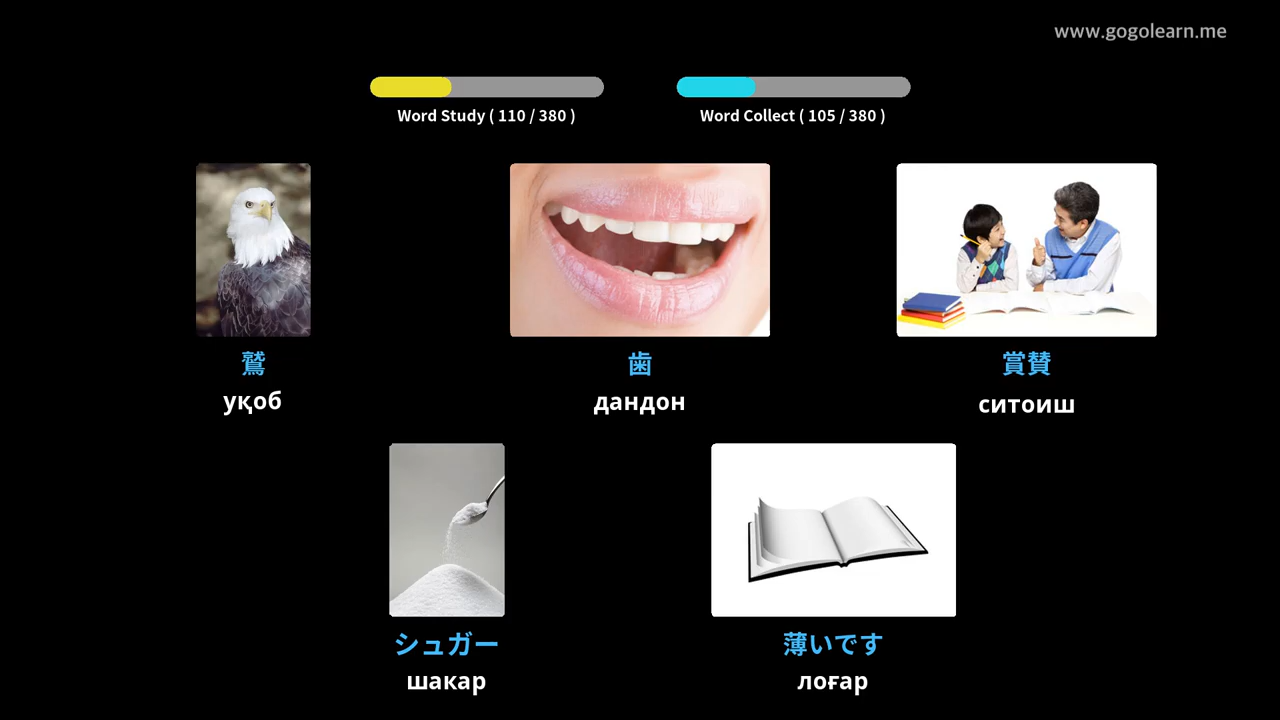 www.gogolearn.me
Word Study ( 110 / 380 )
Word Collect ( 105 / 380 )
鷲
уқоб
歯
дандон
賞賛
ситоиш
シュガー
шакар
薄いです
лоғар